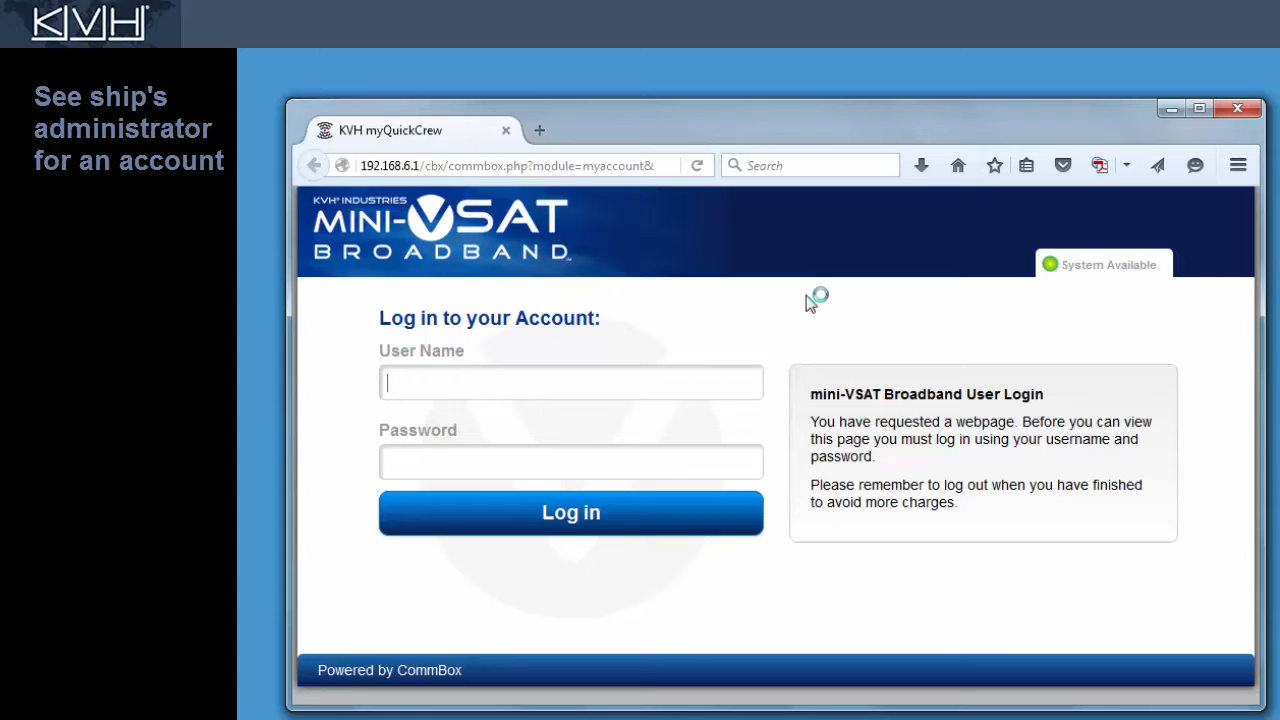 KVH
See ship's
administrator
for an account
KVH myQuickCrew
192.168.6.1/cbx/commbox.php?module=myaccount&
Search
KVH® INDUSTRIES
MINI-VSAT
BROADBAND™
System Available
Log in to your Account:
User Name
Password
Log in
mini-VSAT Broadband User Login
You have requested a webpage. Before you can view
this page you must log in using your username and
password.
Please remember to log out when you have finished
to avoid more charges.
Powered by CommBox